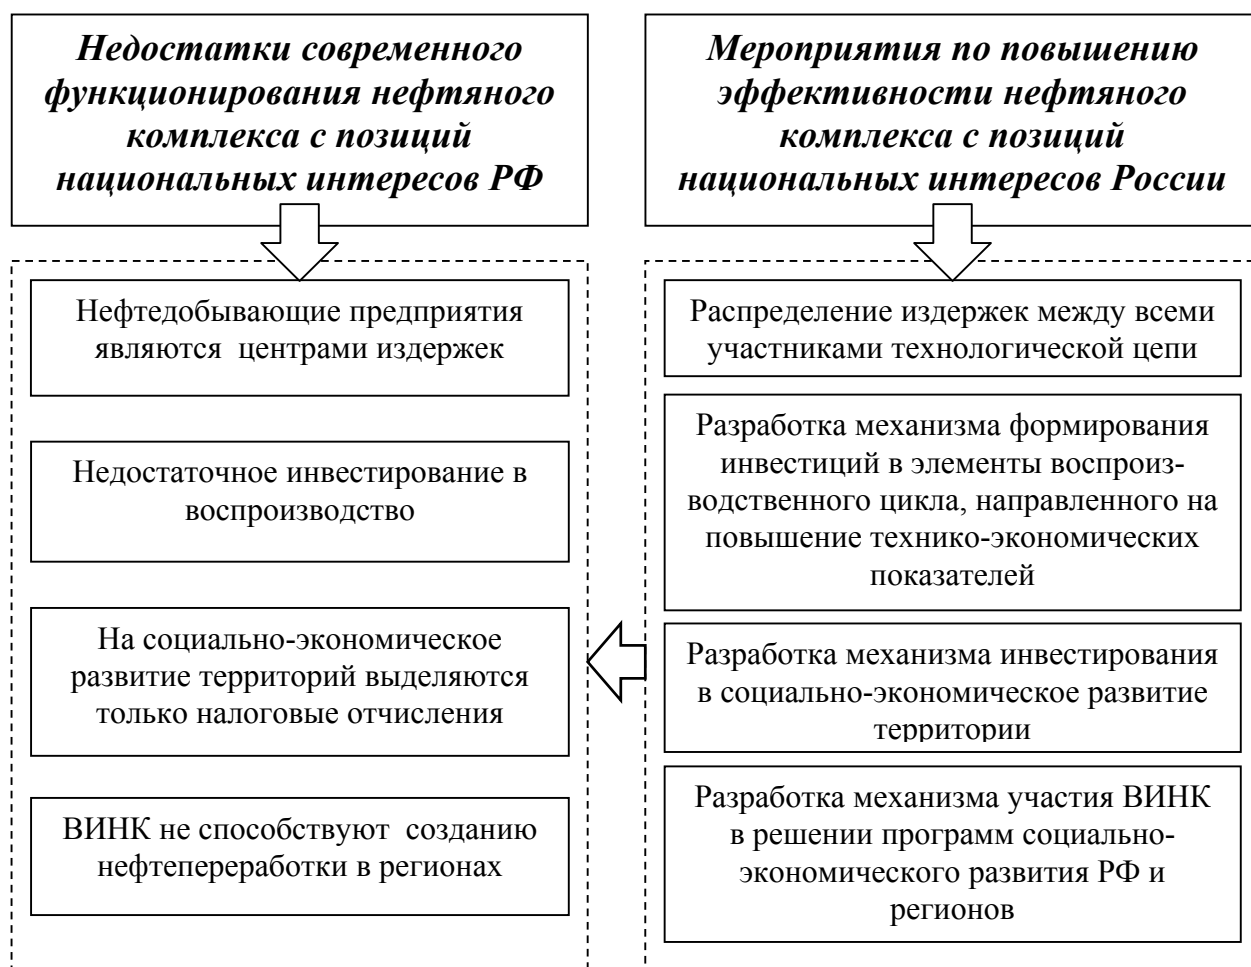 Недостатки современного
функционирования нефтяного
комплекса с позиций
национальных интересов РФ
Нефтедобывающие предприятия
являются центрами издержек
Недостаточное инвестирование в
воспроизводство
На социально-экономическое
развитие территорий выделяются
только налоговые отчисления
ВИНК не способствуют созданию
нефтепереработки в регионах
Мероприятия по повышению
эффективности нефтяного
комплекса с позиций
национальных интересов России
Распределение издержек между всеми
участниками технологической цепи
Разработка механизма формирования
инвестиций в элементы воспроиз-
водственного цикла, направленного на
повышение технико-экономических
показателей
Разработка механизма инвестирования
в социально-экономическое развитие
территории
Разработка механизма участия ВИНК
в решении программ социально-
экономического развития РФ и
регионов